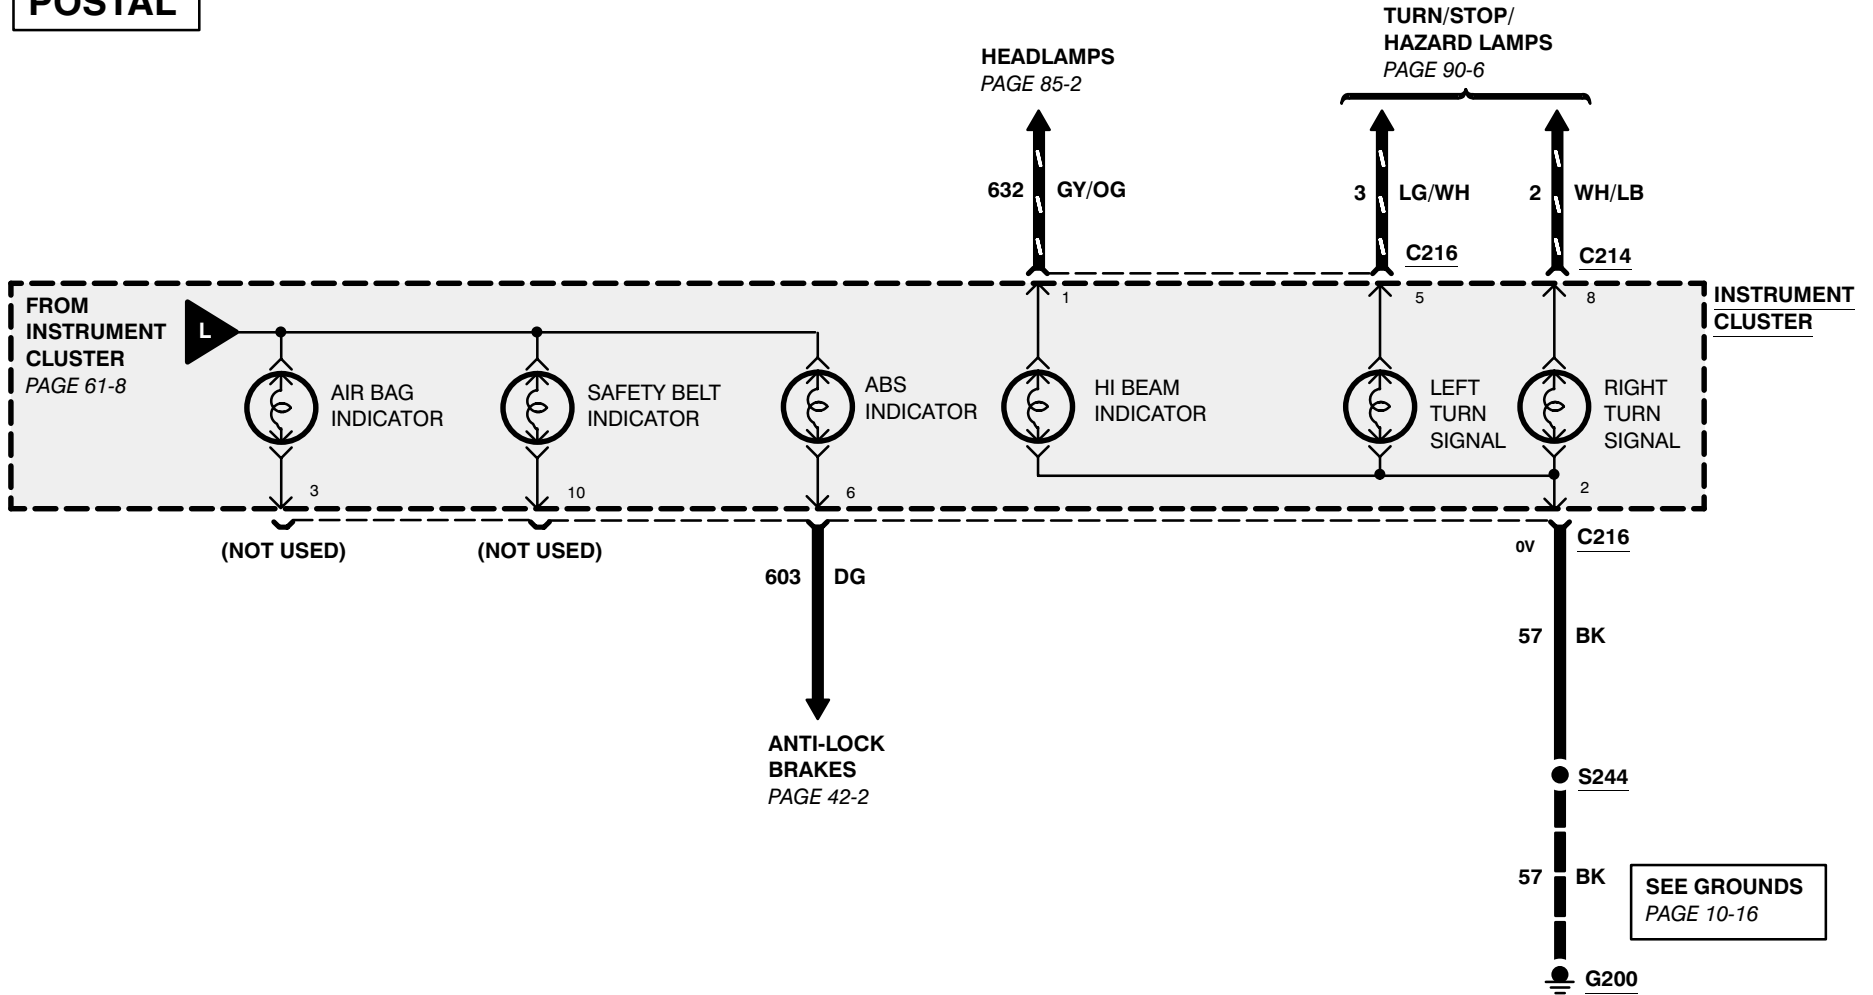 POSTAL
TURN/STOP/
HAZARD LAMPS
PAGE 90-6
HEADLAMPS
PAGE 85-2
632 GY/OG
3 LG/WH
2 WH/LB
C216
C214
FROM
INSTRUMENT
CLUSTER
PAGE 61-8
L
1
5
8
INSTRUMENT
CLUSTER
AIR BAG
INDICATOR
SAFETY BELT
INDICATOR
ABS
INDICATOR
HI BEAM
INDICATOR
LEFT
TURN
SIGNAL
RIGHT
TURN
SIGNAL
3
10
6
2
(NOT USED)
(NOT USED)
0V
C216
603 DG
57 BK
ANTI-LOCK
BRAKES
PAGE 42-2
S244
57 BK
SEE GROUNDS
PAGE 10-16
G200